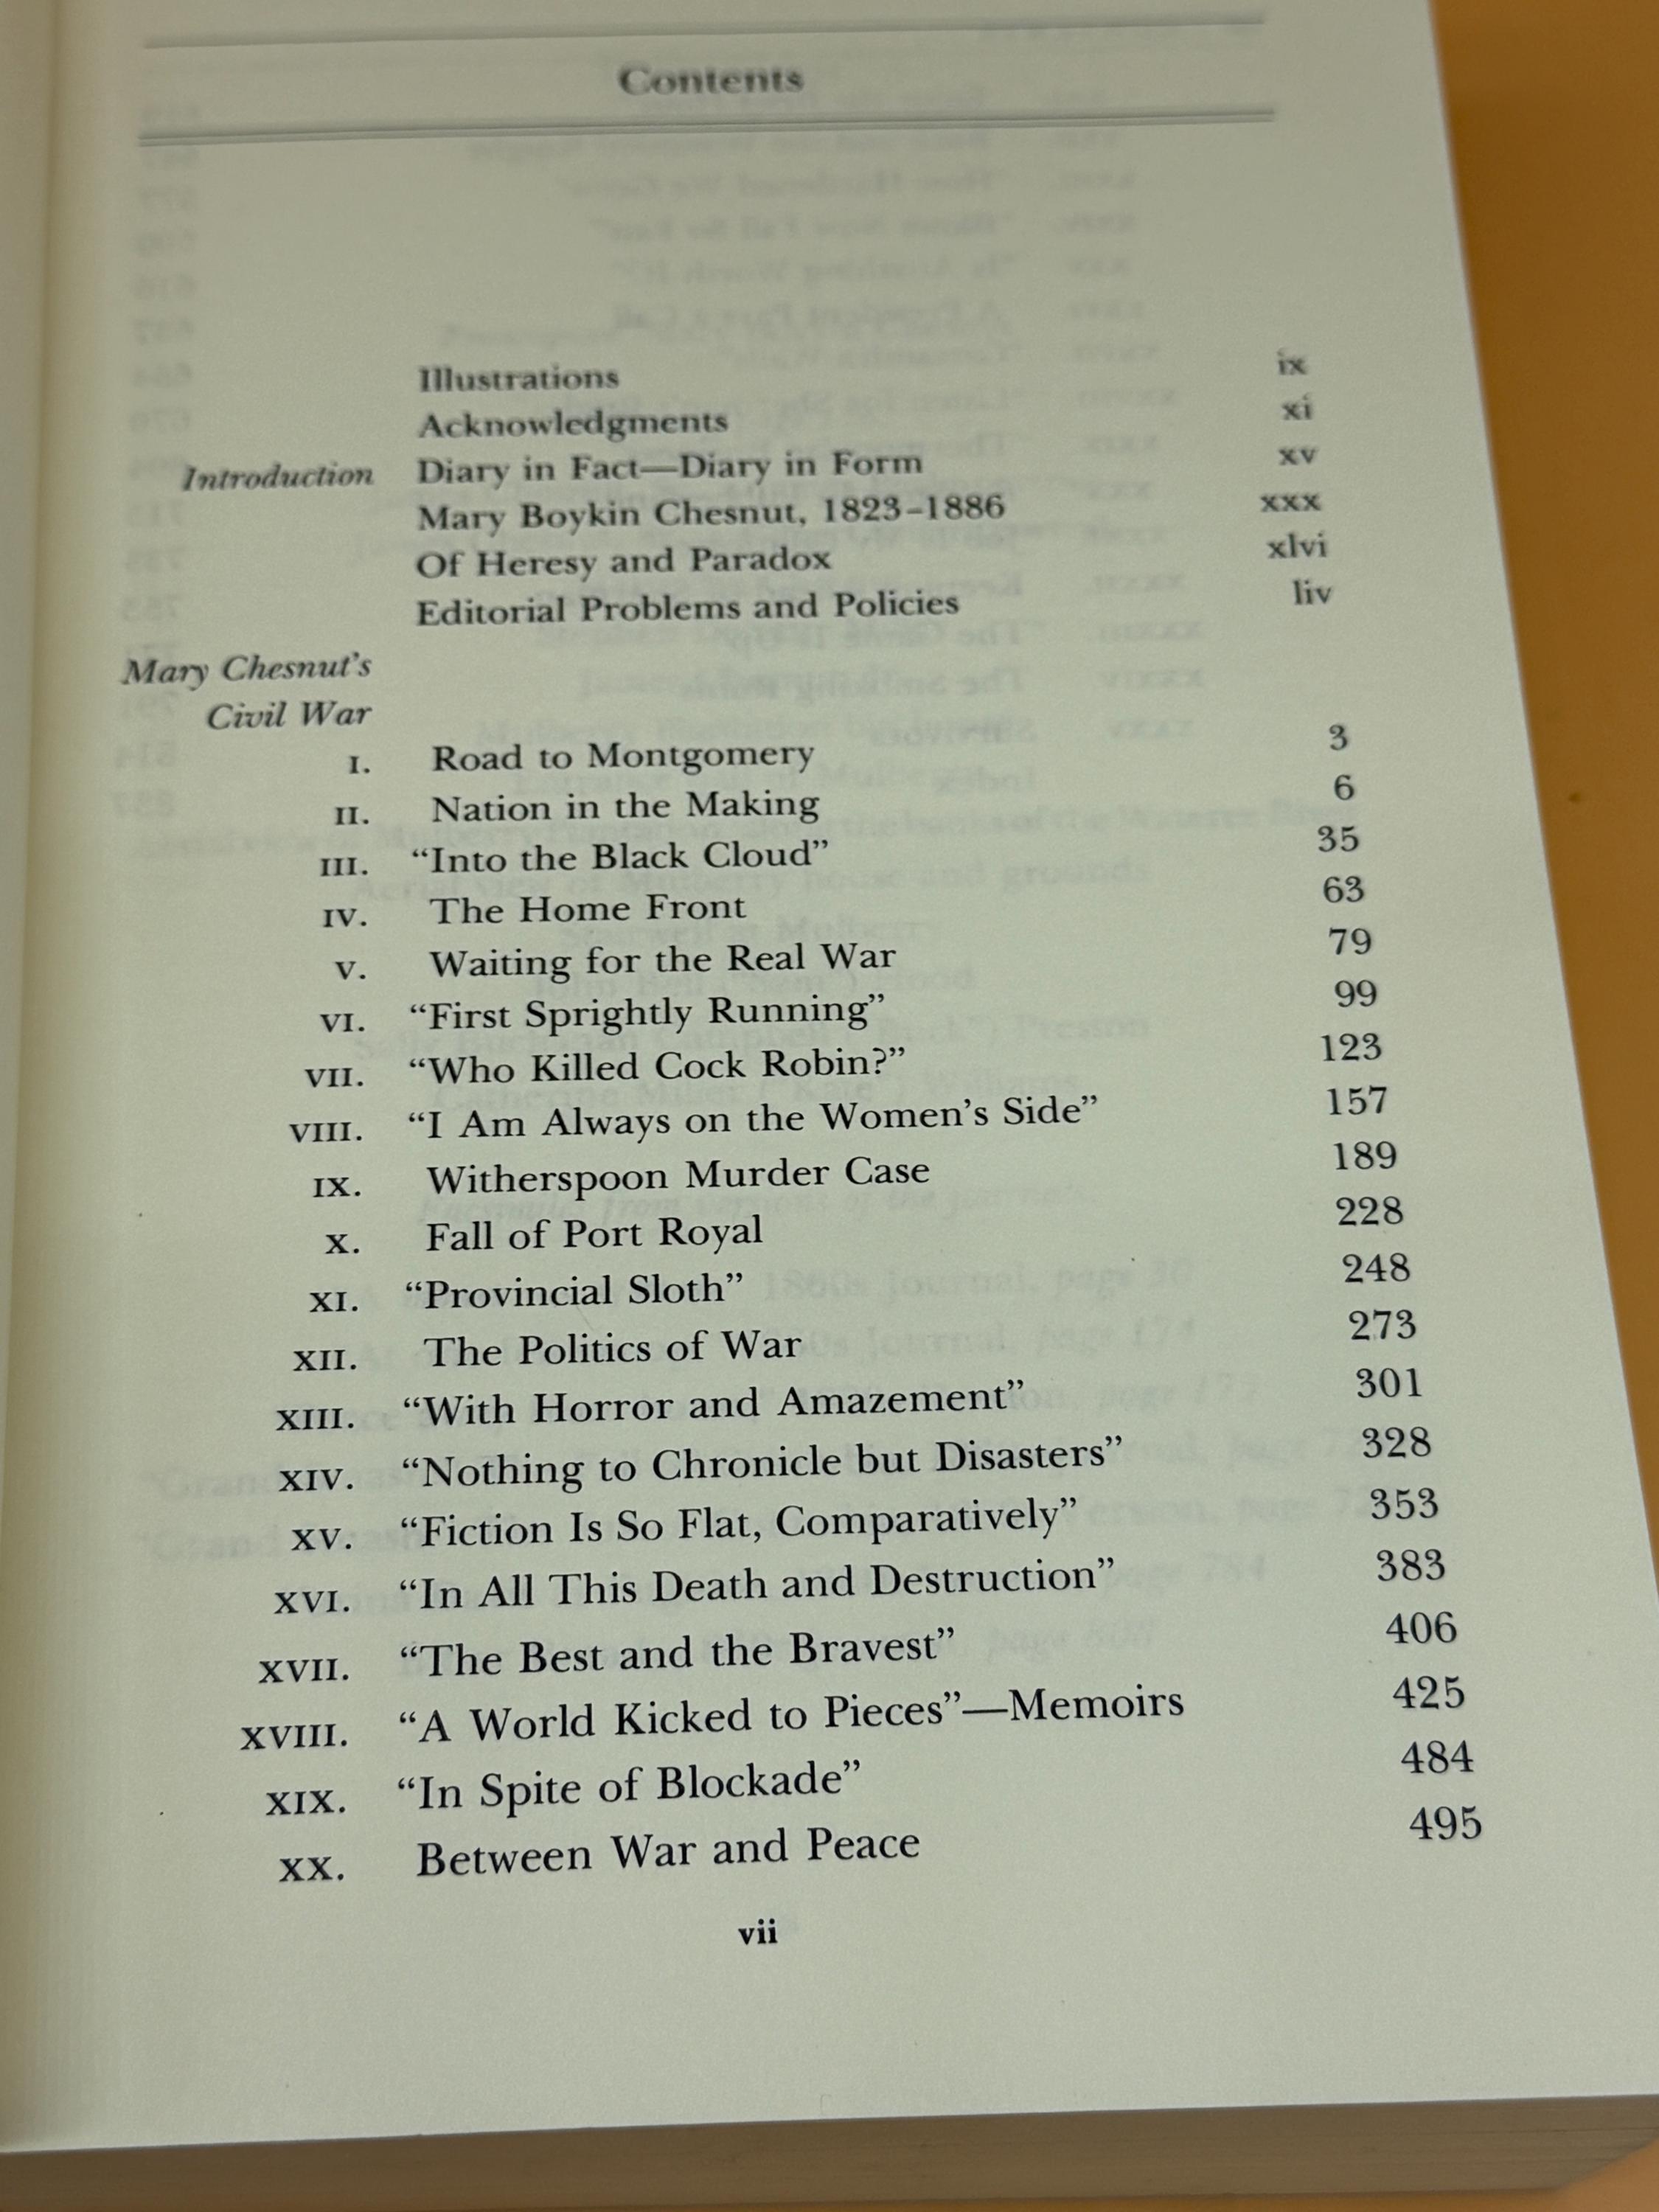 Contents
Illustrations ix
Acknowledgments xi
Introduction Diary in Fact—Diary in Form xv
Mary Boykin Chesnut, 1823–1886 xxx
Of Heresy and Paradox xlvi
Editorial Problems and Policies liv
Mary Chesnut's
Civil War
I. Road to Montgomery 3
II. Nation in the Making 6
III. “Into the Black Cloud” 35
IV. The Home Front 63
V. Waiting for the Real War 79
VI. “First Sprightly Running” 99
VII. “Who Killed Cock Robin?” 123
VIII. “I Am Always on the Women's Side” 157
IX. Witherspoon Murder Case 189
X. Fall of Port Royal 228
XI. “Provincial Sloth” 248
XII. The Politics of War 273
XIII. “With Horror and Amazement” 301
XIV. “Nothing to Chronicle but Disasters” 328
XV. “Fiction Is So Flat, Comparatively” 353
XVI. “In All This Death and Destruction” 383
XVII. “The Best and the Bravest” 406
XVIII. “A World Kicked to Pieces”—Memoirs 425
XIX. “In Spite of Blockade” 484
XX. Between War and Peace 495
vii